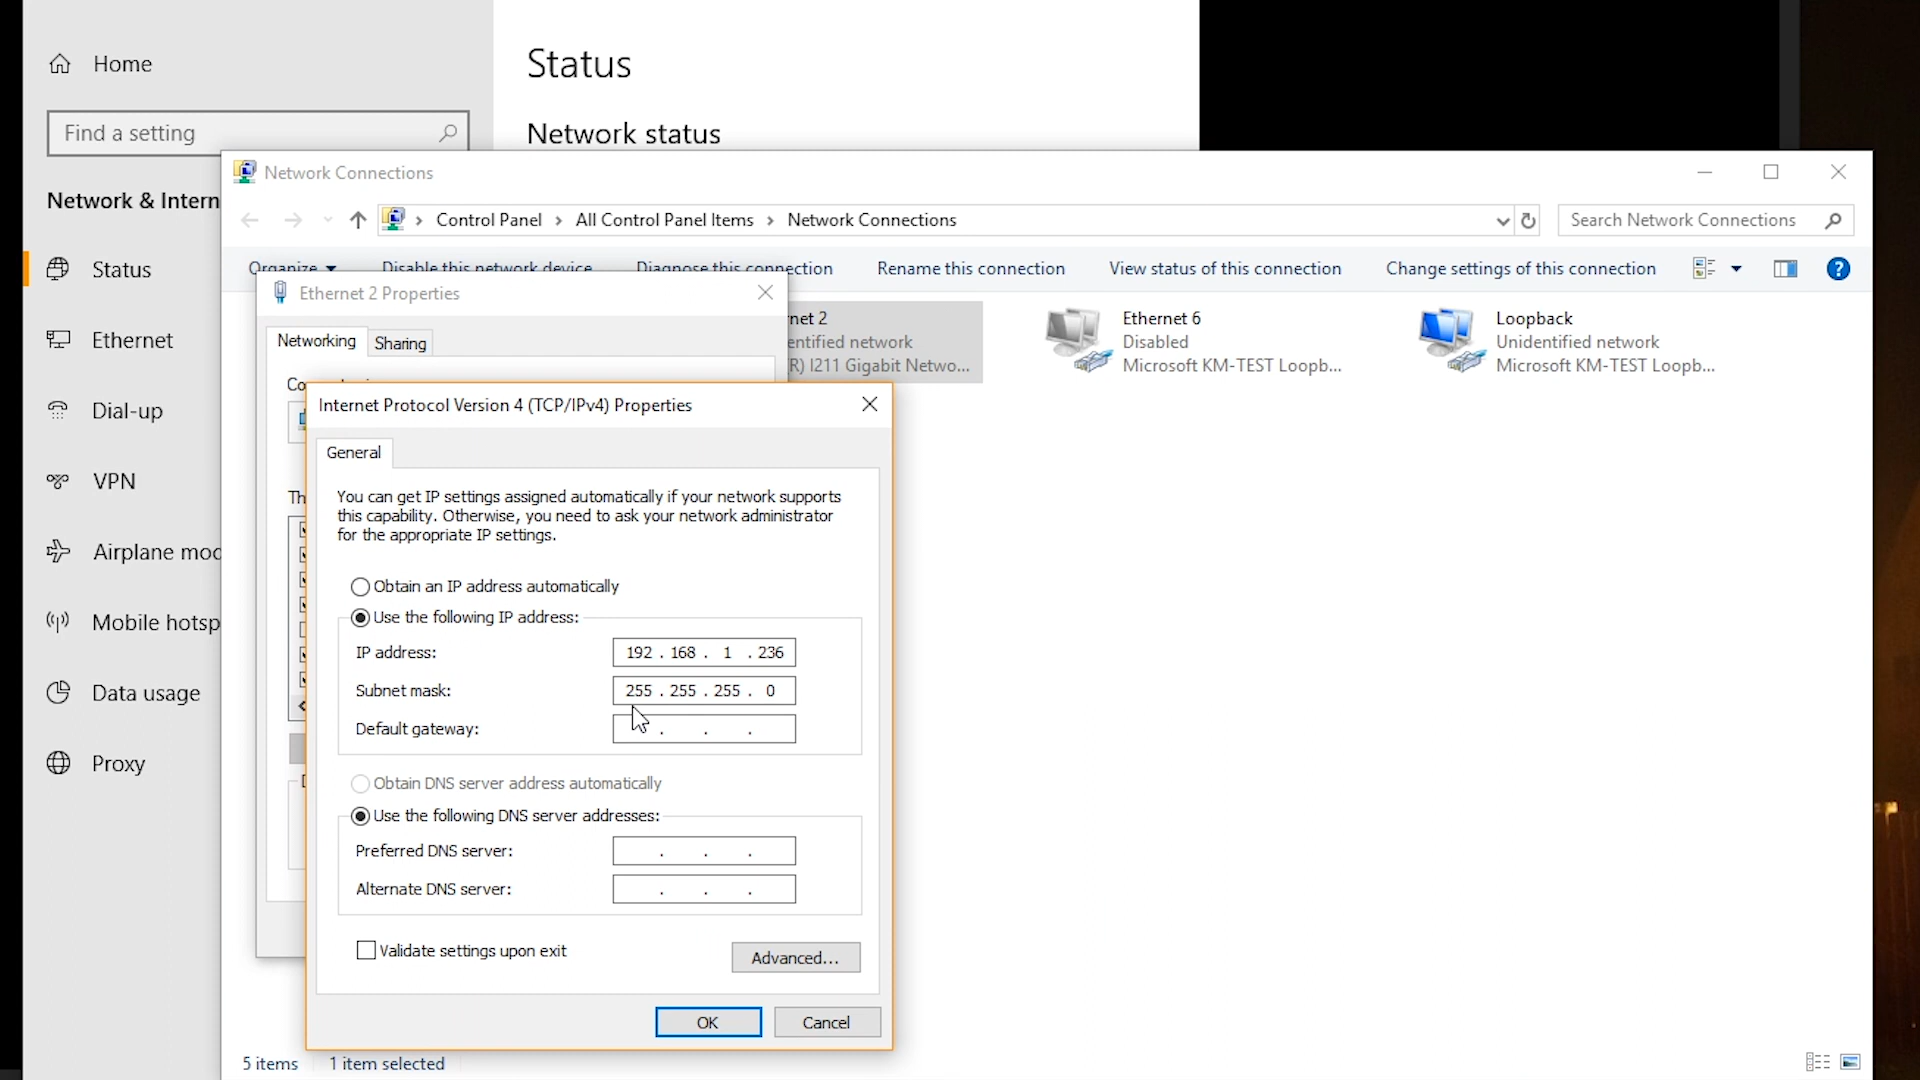 Home
Status
Find a setting
Network status
Network Connections
Network & Intern
Control Panel > All Control Panel Items > Network Connections
Search Network Connections
Status
Organize
Disable this network device
Diagnose this connection
Rename this connection
View status of this connection
Change settings of this connection
Ethernet 2 Properties
Networking
Sharing
Co
net 2
entified network
R) I211 Gigabit Netwo...
Ethernet 6
Disabled
Microsoft KM-TEST Loopb...
Loopback
Unidentified network
Microsoft KM-TEST Loopb...
Ethernet
Dial-up
VPN
Airplane mod
Mobile hotsp
Data usage
Proxy
Th
Internet Protocol Version 4 (TCP/IPv4) Properties
General
You can get IP settings assigned automatically if your network supports
this capability. Otherwise, you need to ask your network administrator
for the appropriate IP settings.
Obtain an IP address automatically
Use the following IP address:
IP address: 192 . 168 . 1 . 236
Subnet mask: 255 . 255 . 255 . 0
Default gateway: . . .
Obtain DNS server address automatically
Use the following DNS server addresses:
Preferred DNS server: . . .
Alternate DNS server: . . .
Validate settings upon exit
Advanced...
OK
Cancel
5 items
1 item selected